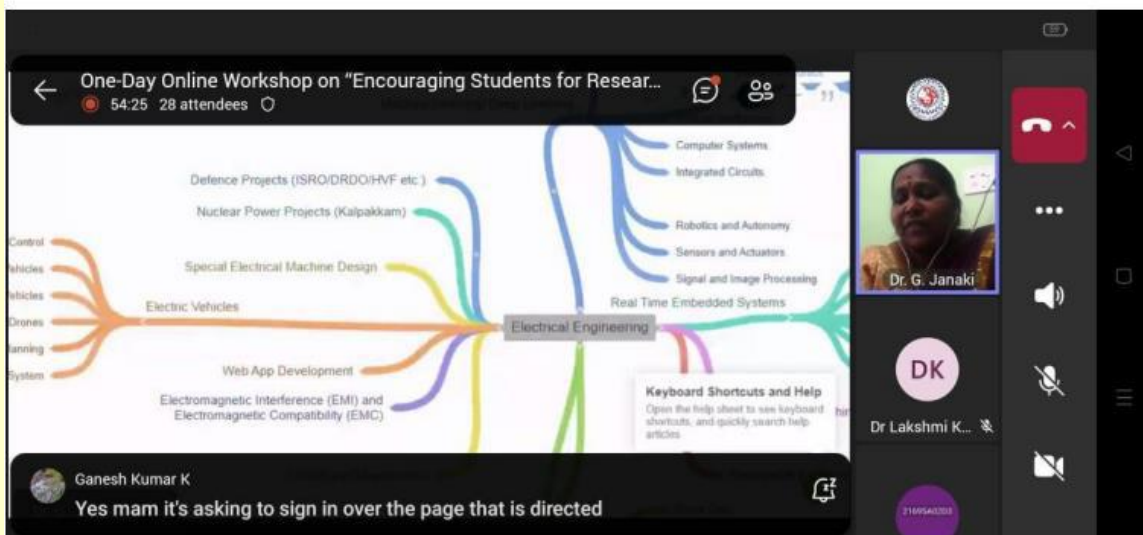 One-Day Online Workshop on "Encouraging Students for Resear...
54:25 28 attendees
Computer Systems
Integrated Circuits
Defence Projects (ISRO/DRDO/HVF etc )
Nuclear Power Projects (Kalpakkam)
Robotics and Autonomy
Control
Sensors and Actuators
Special Electrical Machine Design
Signal and Image Processing
Dr. G. Janaki
Electric Vehicles
Real Time Embedded Systems
Drones
Electrical Engineering
System
Web App Development
Keyboard Shortcuts and Help
Open the help sheet to see keyboard
shortcuts, and quickly search help
articles
Electromagnetic Interference (EMI) and
Electromagnetic Compatibility (EMC)
DK
Dr Lakshmi K...
Ganesh Kumar K
Yes mam it's asking to sign in over the page that is directed